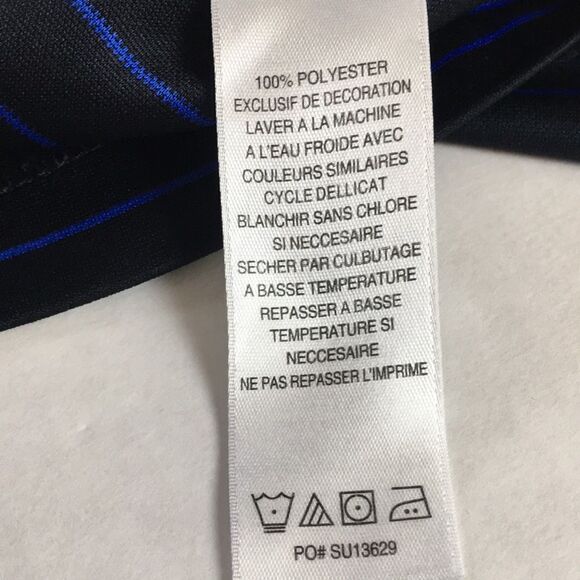 100% POLYESTER
EXCLUSIF DE DECORATION
LAVER A LA MACHINE
A L'EAU FROIDE AVEC
COULEURS SIMILAIRES
CYCLE DELLICAT
BLANCHIR SANS CHLORE
SI NECCESAIRE
SECHER PAR CULBUTAGE
A BASSE TEMPERATURE
REPASSER A BASSE
TEMPERATURE SI
NECCESAIRE
NE PAS REPASSER L'IMPRIME
PO# SU13629